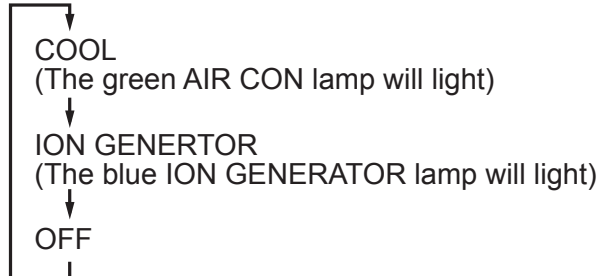 COOL
(The green AIR CON lamp will light)
ION GENERTOR
(The blue ION GENERATOR lamp will light)
OFF